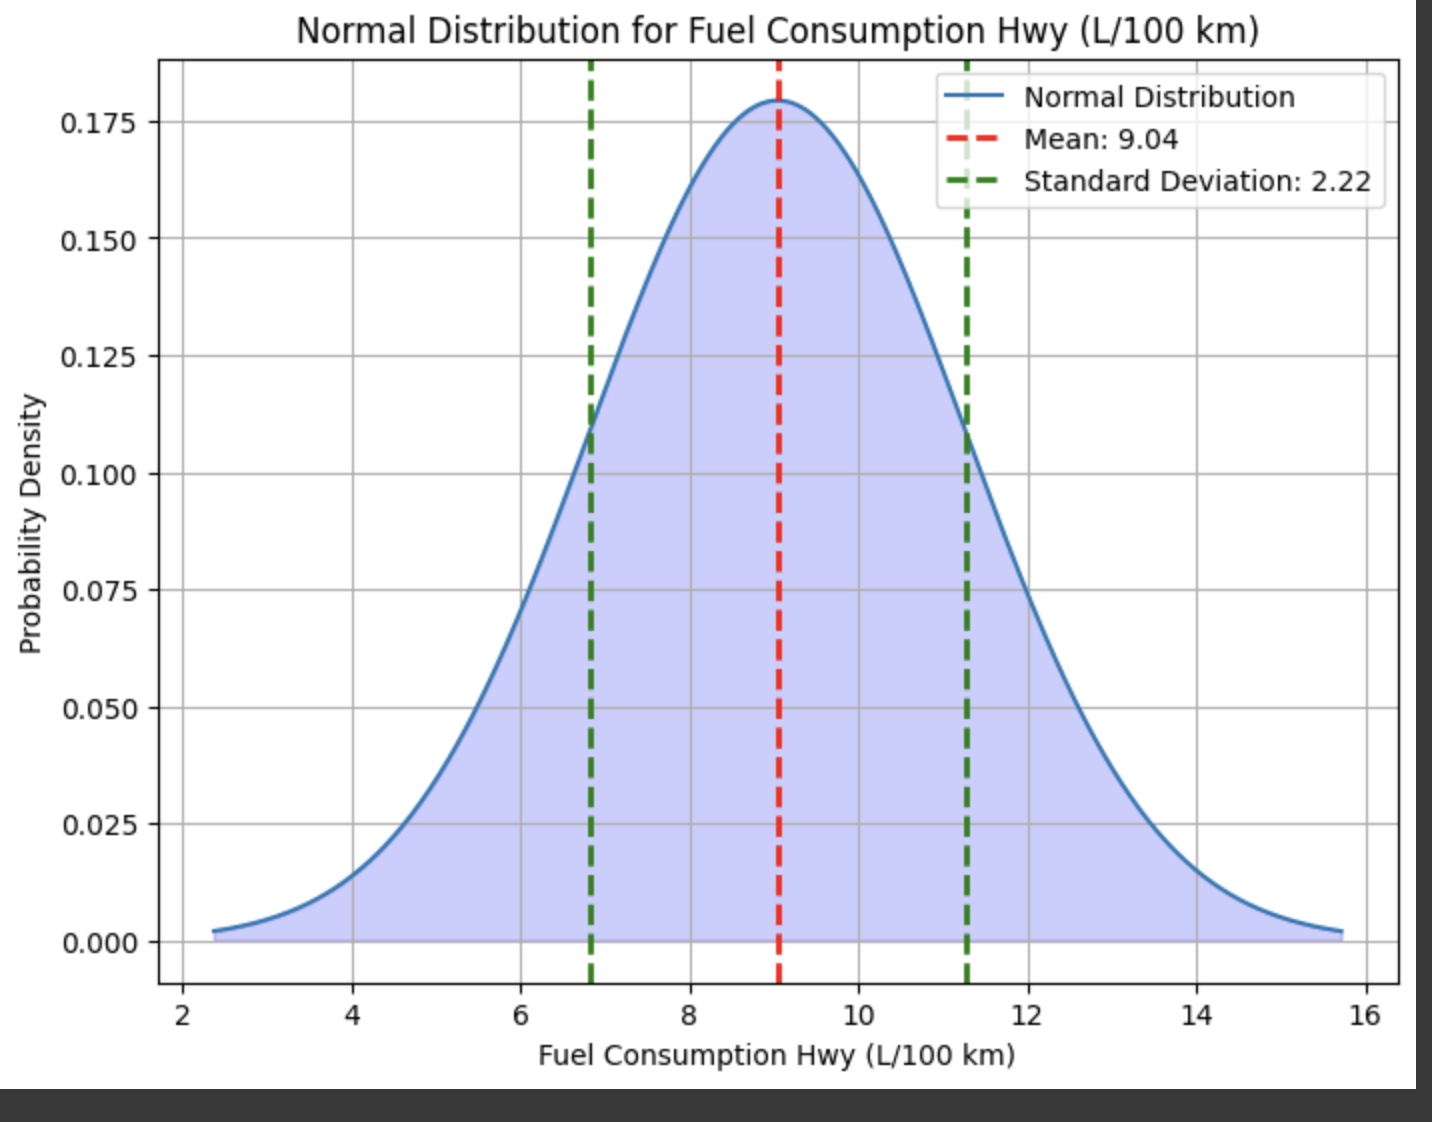 Normal Distribution for Fuel Consumption Hwy (L/100 km)
Normal Distribution
Mean: 9.04
Standard Deviation: 2.22
Probability Density
0.175
0.150
0.125
0.100
0.075
0.050
0.025
0.000
2 4 6 8 10 12 14 16
Fuel Consumption Hwy (L/100 km)